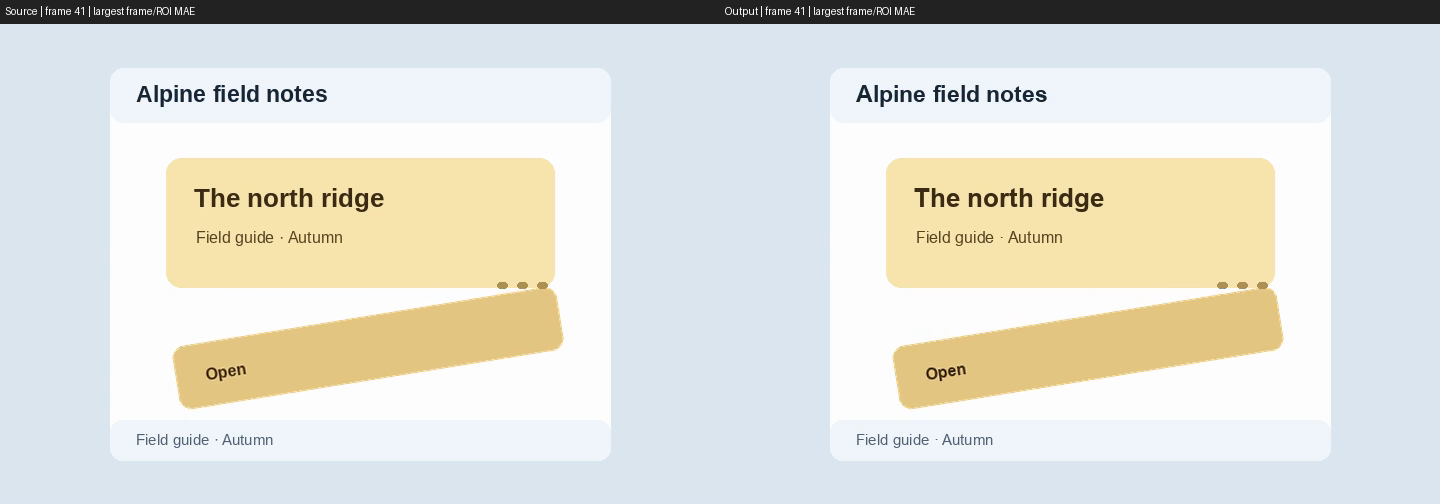 Source | frame 41 | largest frame/ROI MAE
Output | frame 41 | largest frame/ROI MAE
Alpine field notes
The north ridge
Field guide · Autumn
Open
Field guide · Autumn
Alpine field notes
The north ridge
Field guide · Autumn
Open
Field guide · Autumn